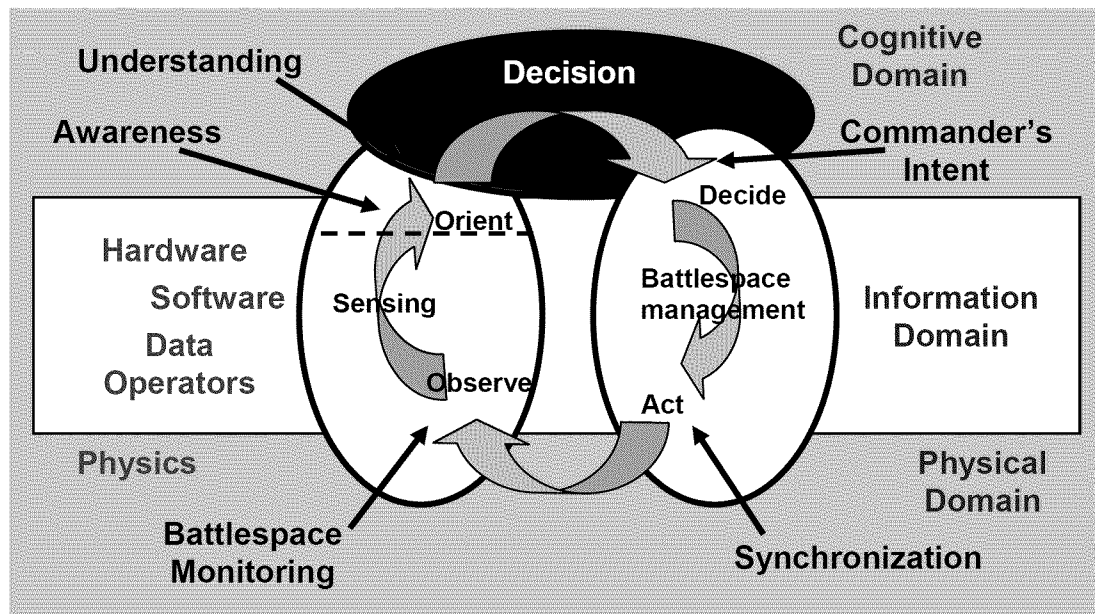 Understanding
Decision
Cognitive
Domain
Awareness
Commander's
Intent
Decide
Orient
Hardware
Software
Data
Operators
Sensing
Battlespace
management
Information
Domain
Observe
Act
Physics
Physical
Domain
Battlespace
Monitoring
Synchronization